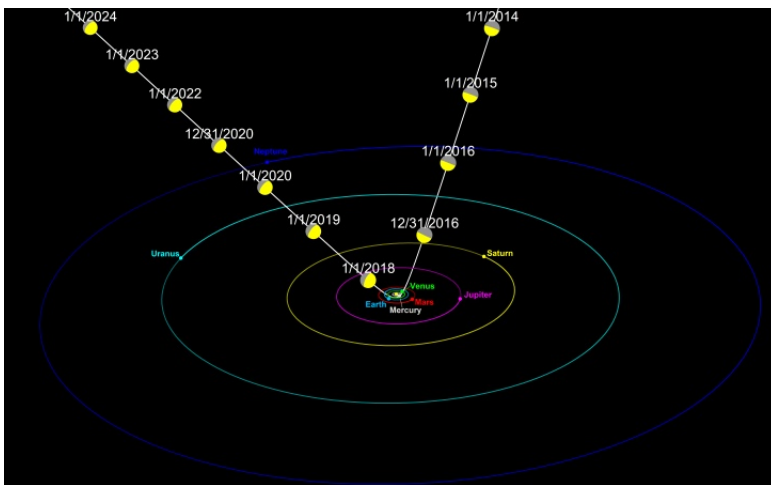 1/1/2024
1/1/2014
1/1/2023
1/1/2015
1/1/2022
12/31/2020
1/1/2016
Neptune
1/1/2020
1/1/2019
12/31/2016
Uranus
Saturn
1/1/2018
Venus
Jupiter
Earth
Mars
Mercury